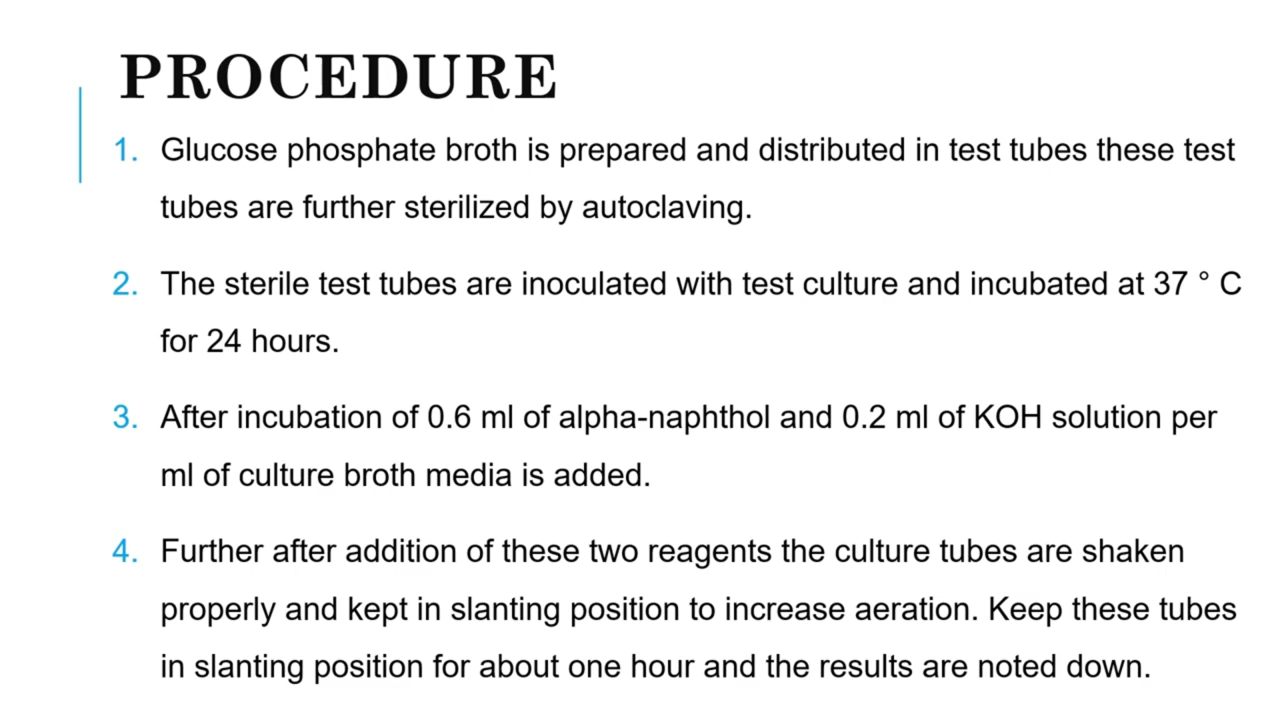 PROCEDURE
1. Glucose phosphate broth is prepared and distributed in test tubes these test
tubes are further sterilized by autoclaving.
2. The sterile test tubes are inoculated with test culture and incubated at 37 ° C
for 24 hours.
3. After incubation of 0.6 ml of alpha-naphthol and 0.2 ml of KOH solution per
ml of culture broth media is added.
4. Further after addition of these two reagents the culture tubes are shaken
properly and kept in slanting position to increase aeration. Keep these tubes
in slanting position for about one hour and the results are noted down.